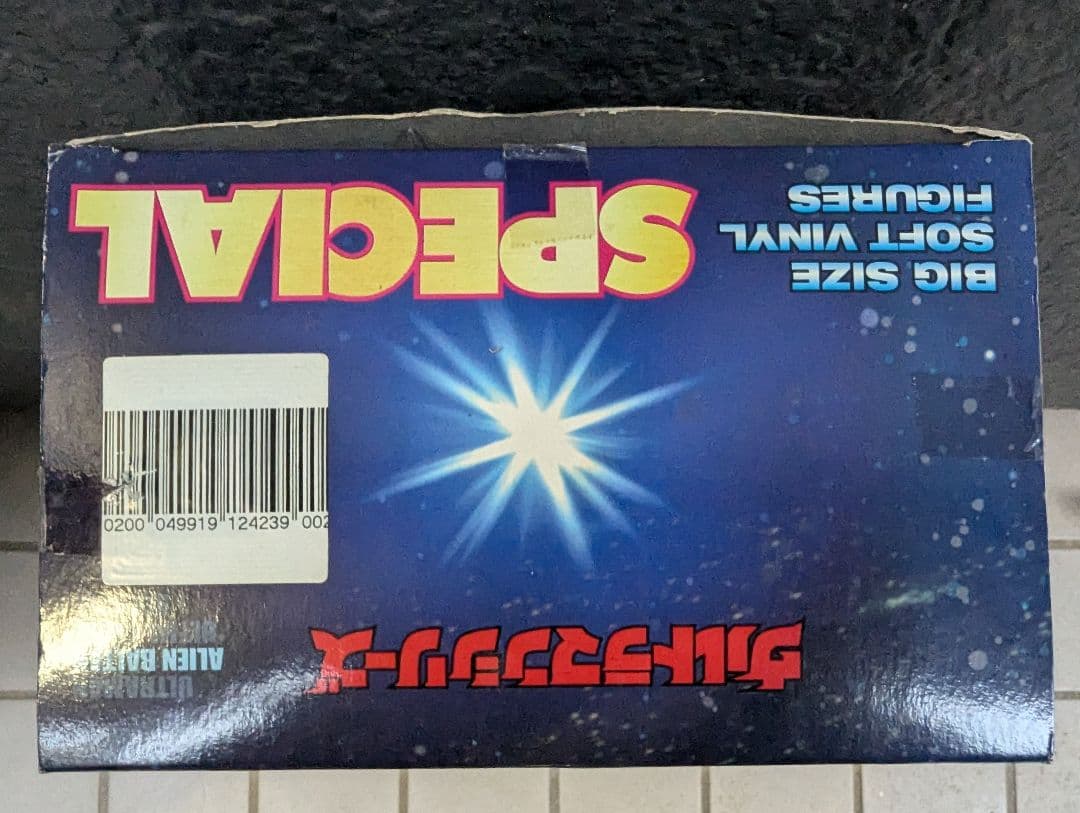 ウルトラマンシリーズ
ULTRAMAN
ALIEN
BIG SIZE
SOFT VINYL
FIGURES
SPECIAL
0200 049919 124239 002